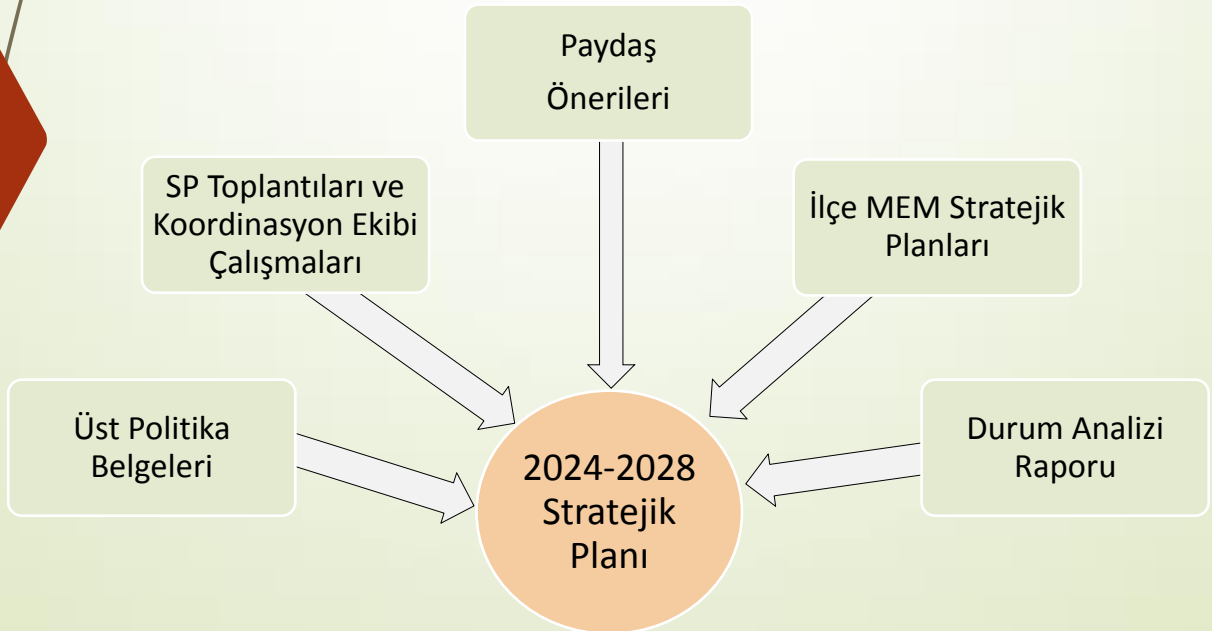 Paydaş
Önerileri
SP Toplantıları ve
Koordinasyon Ekibi
Çalışmaları
İlçe MEM Stratejik
Planları
Üst Politika
Belgeleri
Durum Analizi
Raporu
2024-2028
Stratejik
Planı